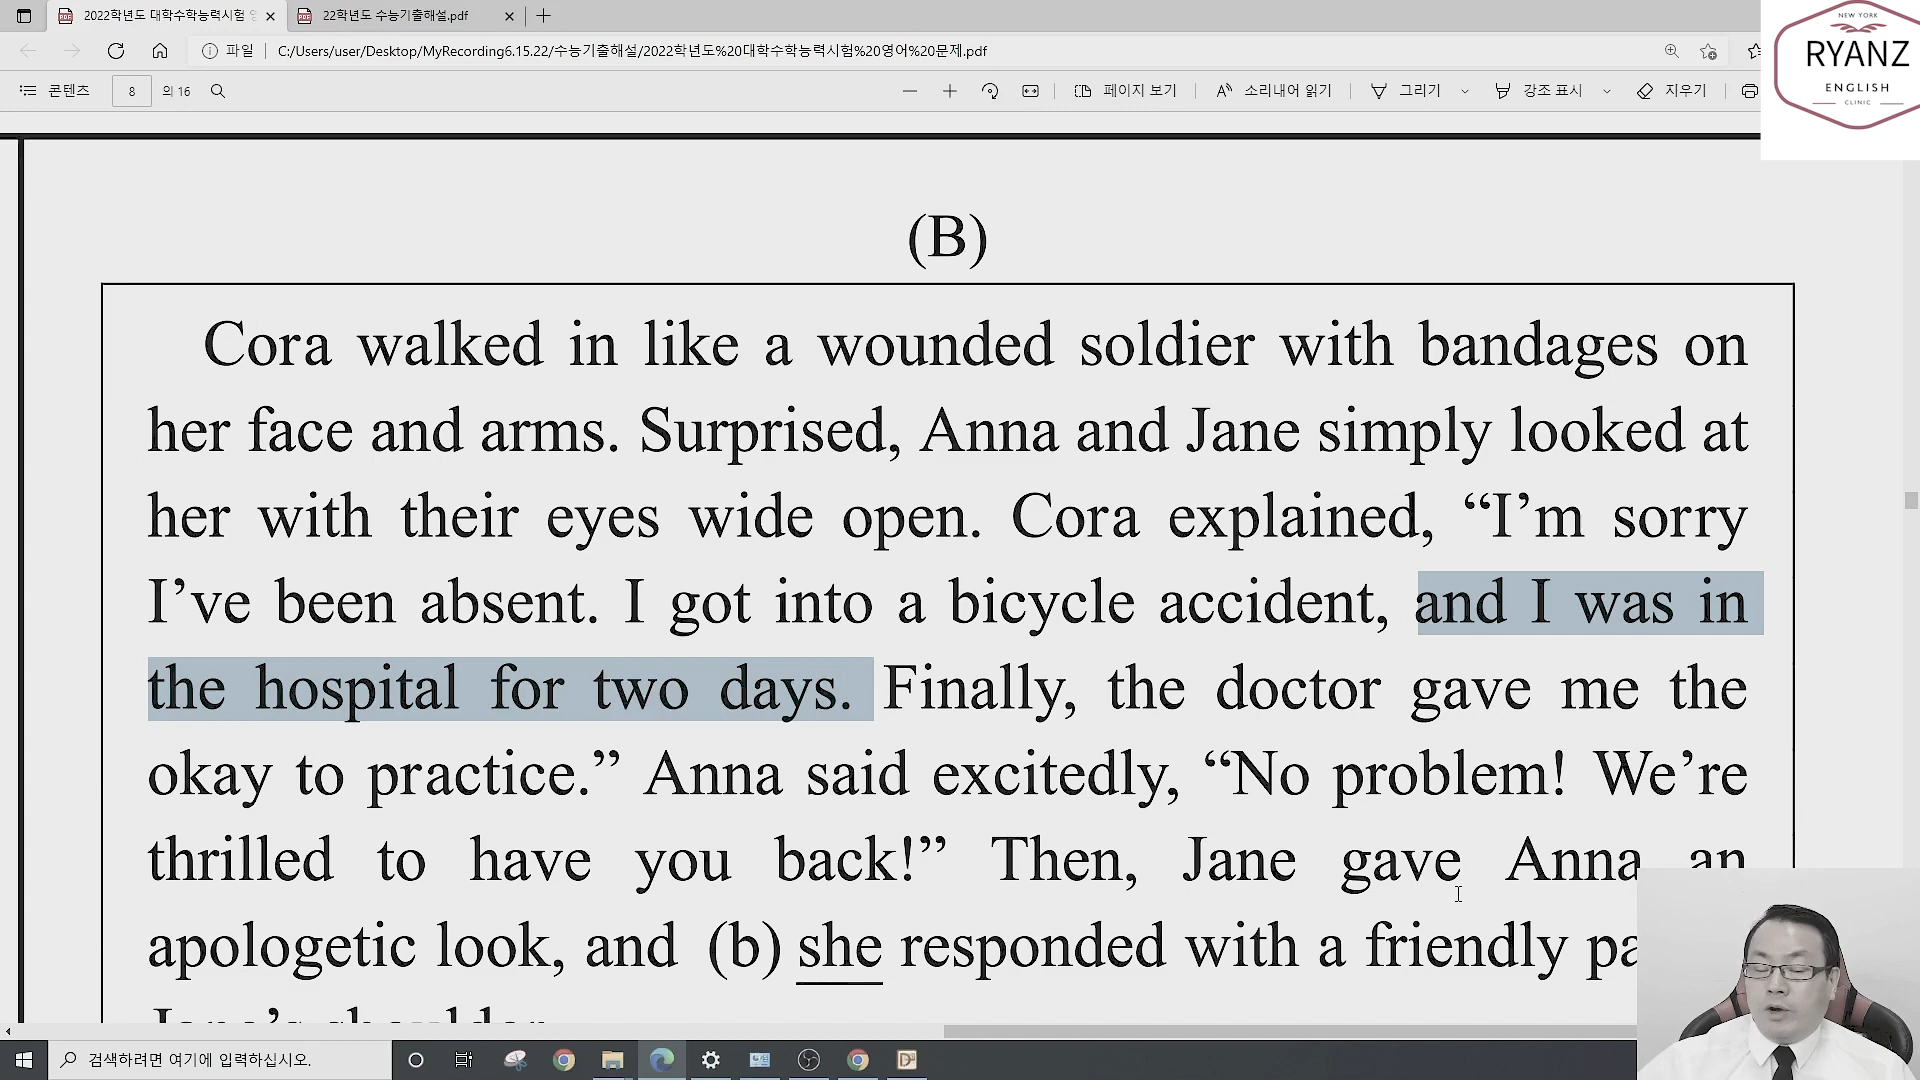 2022학년도 대학수학능력시험 영
22학년도 수능기출해설.pdf
파일
C:/Users/user/Desktop/MyRecording6.15.22/수능기출해설/2022학년도%20대학수학능력시험%20영어%20문제.pdf
콘텐츠
8
의 16
페이지 보기
소리내어 읽기
그리기
강조 표시
지우기
NEW YORK
RYANZ
ENGLISH
CLINIC
(B)
Cora walked in like a wounded soldier with bandages on
her face and arms. Surprised, Anna and Jane simply looked at
her with their eyes wide open. Cora explained, “I’m sorry
I’ve been absent. I got into a bicycle accident, and I was in
the hospital for two days. Finally, the doctor gave me the
okay to practice.” Anna said excitedly, “No problem! We’re
thrilled to have you back!” Then, Jane gave Anna an
apologetic look, and (b) she responded with a friendly
Jane’s shoulder.
검색하려면 여기에 입력하십시오.